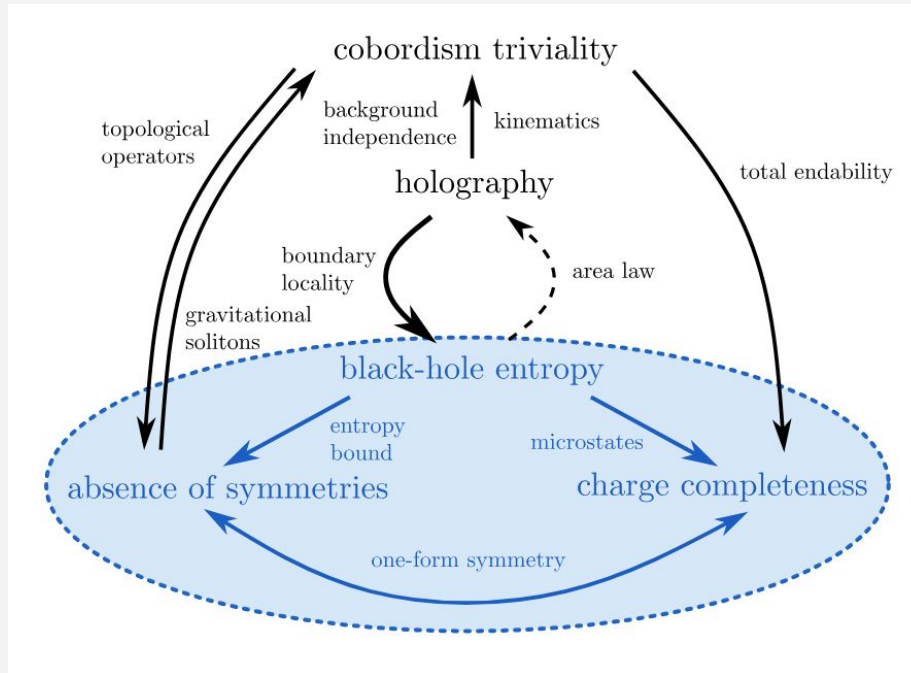 cobordism triviality
background
independence
kinematics
topological
operators
total endability
holography
boundary
locality
area law
gravitational
solitons
black-hole entropy
entropy
bound
microstates
absence of symmetries
charge completeness
one-form symmetry